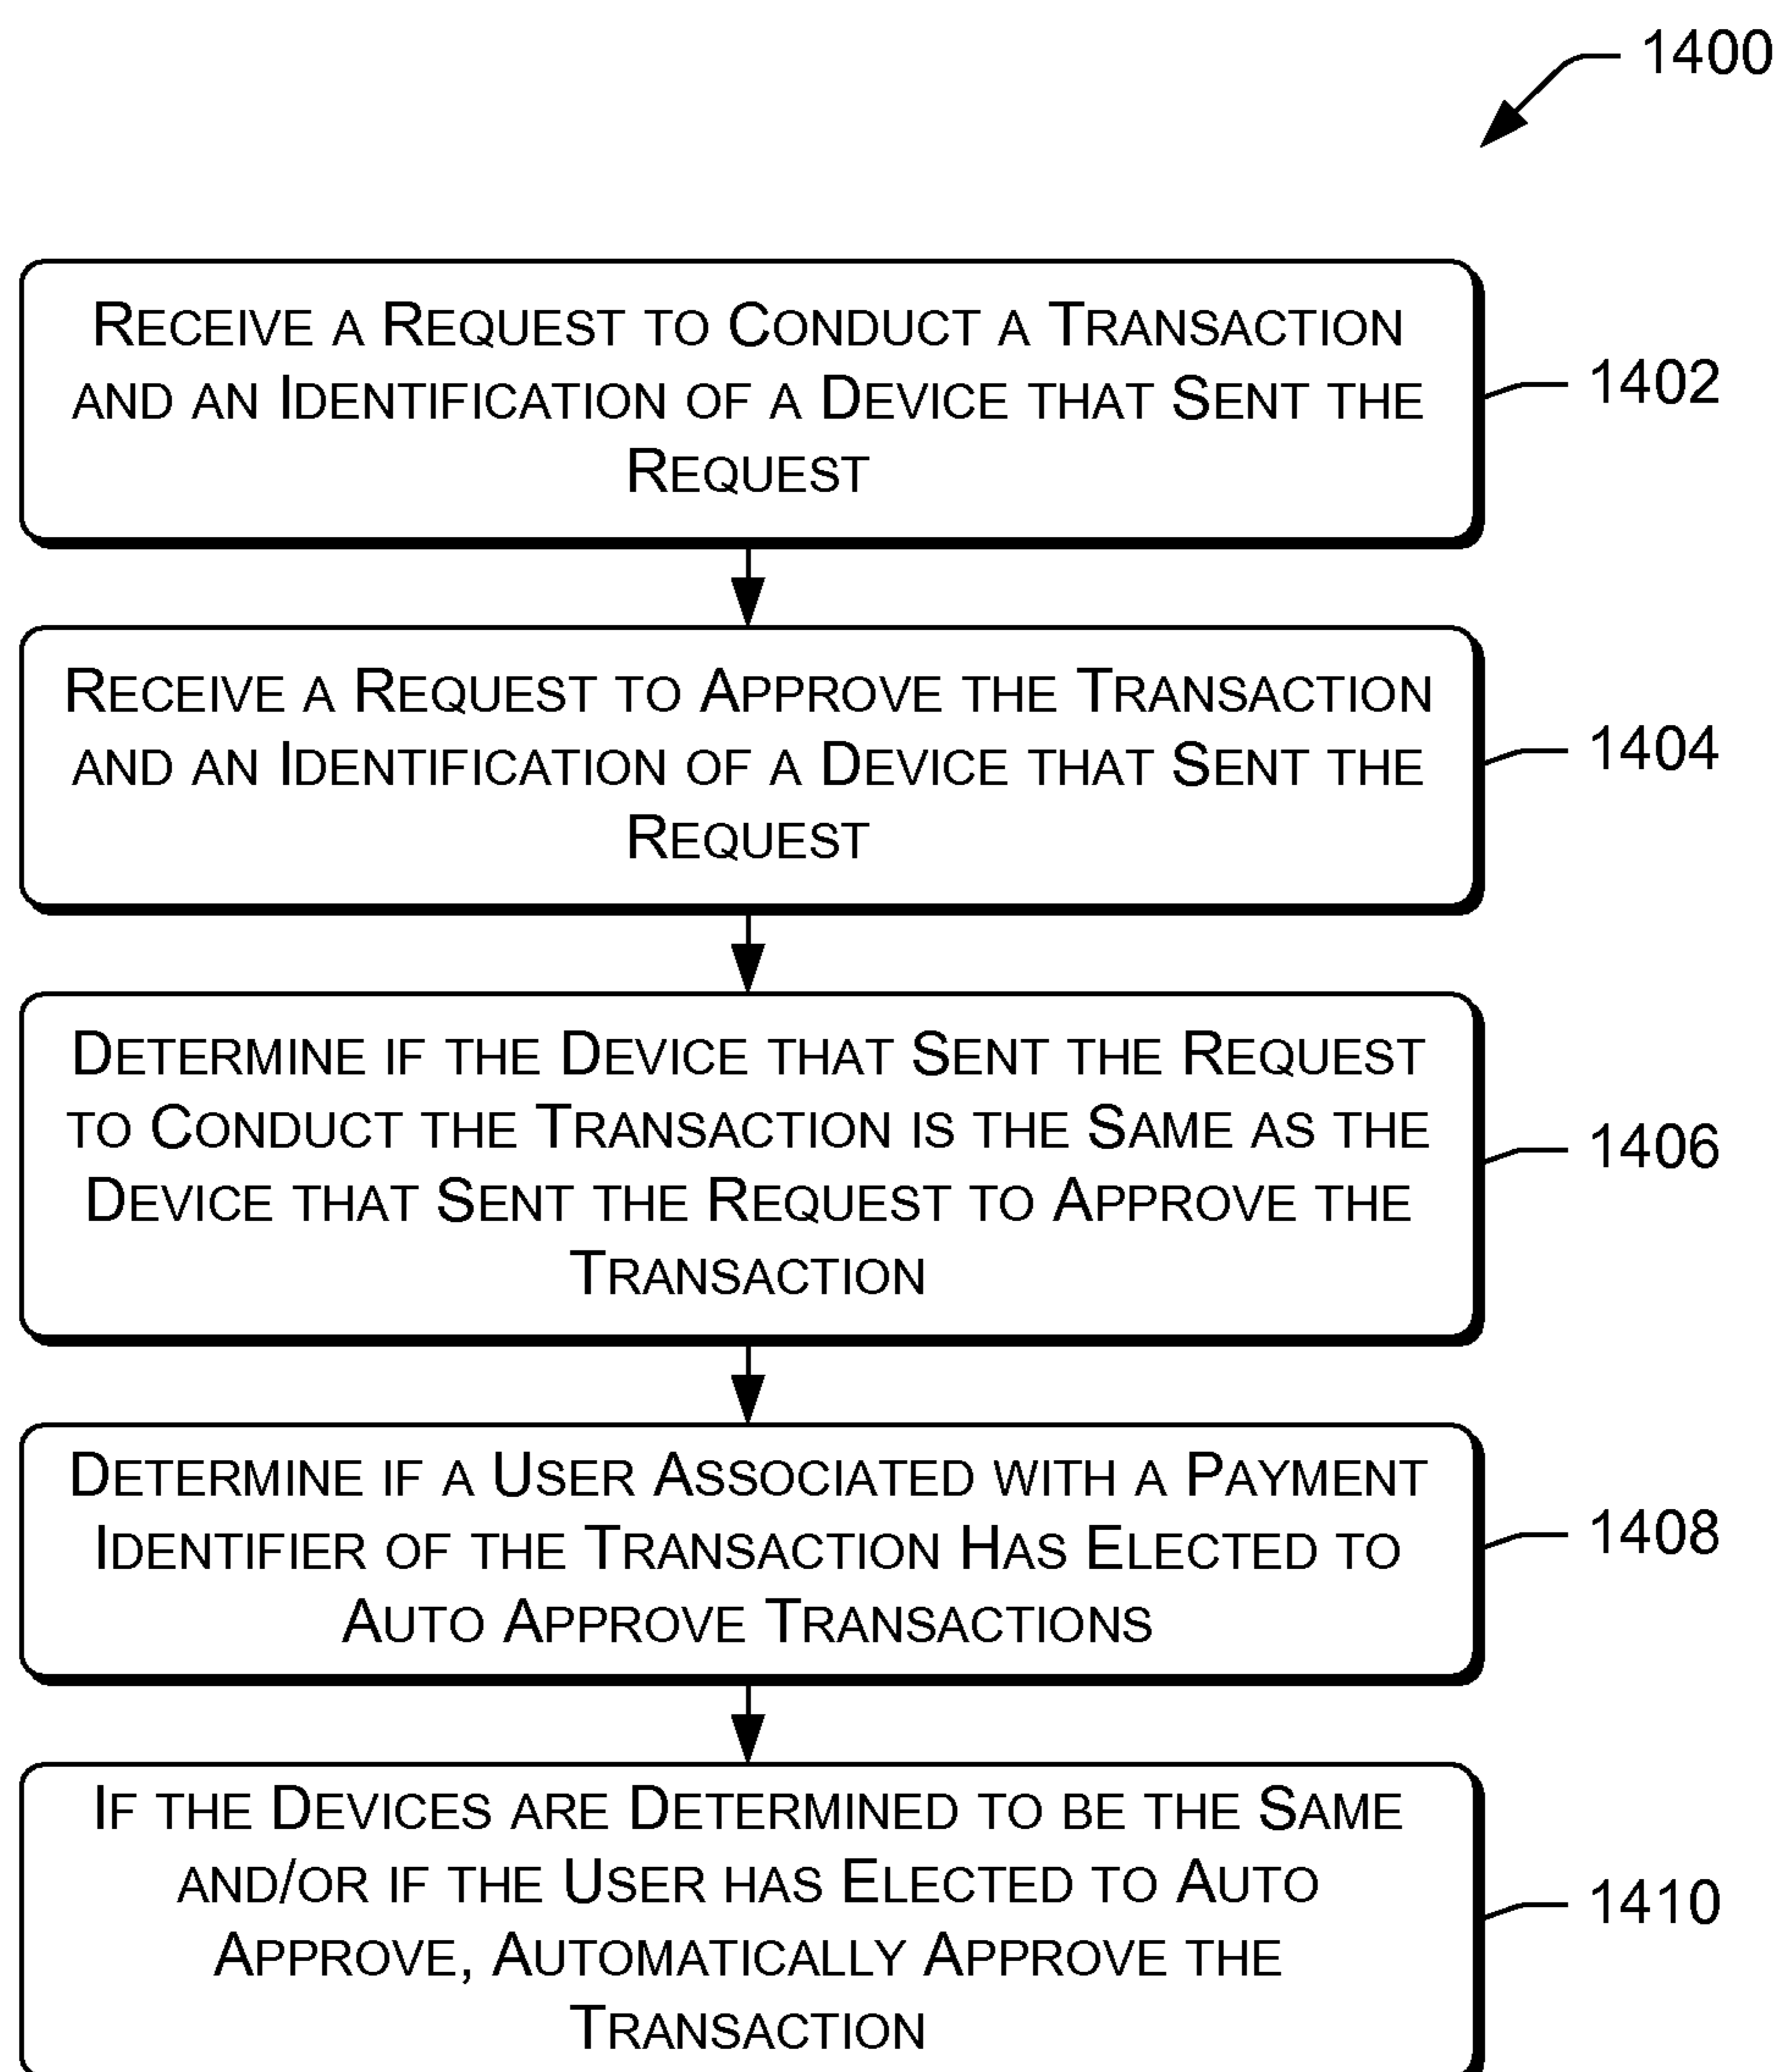 1400
Receive a Request to Conduct a Transaction
and an Identification of a Device that Sent the
Request
1402
Receive a Request to Approve the Transaction
and an Identification of a Device that Sent the
Request
1404
Determine if the Device that Sent the Request
to Conduct the Transaction is the Same as the
Device that Sent the Request to Approve the
Transaction
1406
Determine if a User Associated with a Payment
Identifier of the Transaction Has Elected to
Auto Approve Transactions
1408
If the Devices are Determined to be the Same
and/or if the User has Elected to Auto
Approve, Automatically Approve the
Transaction
1410